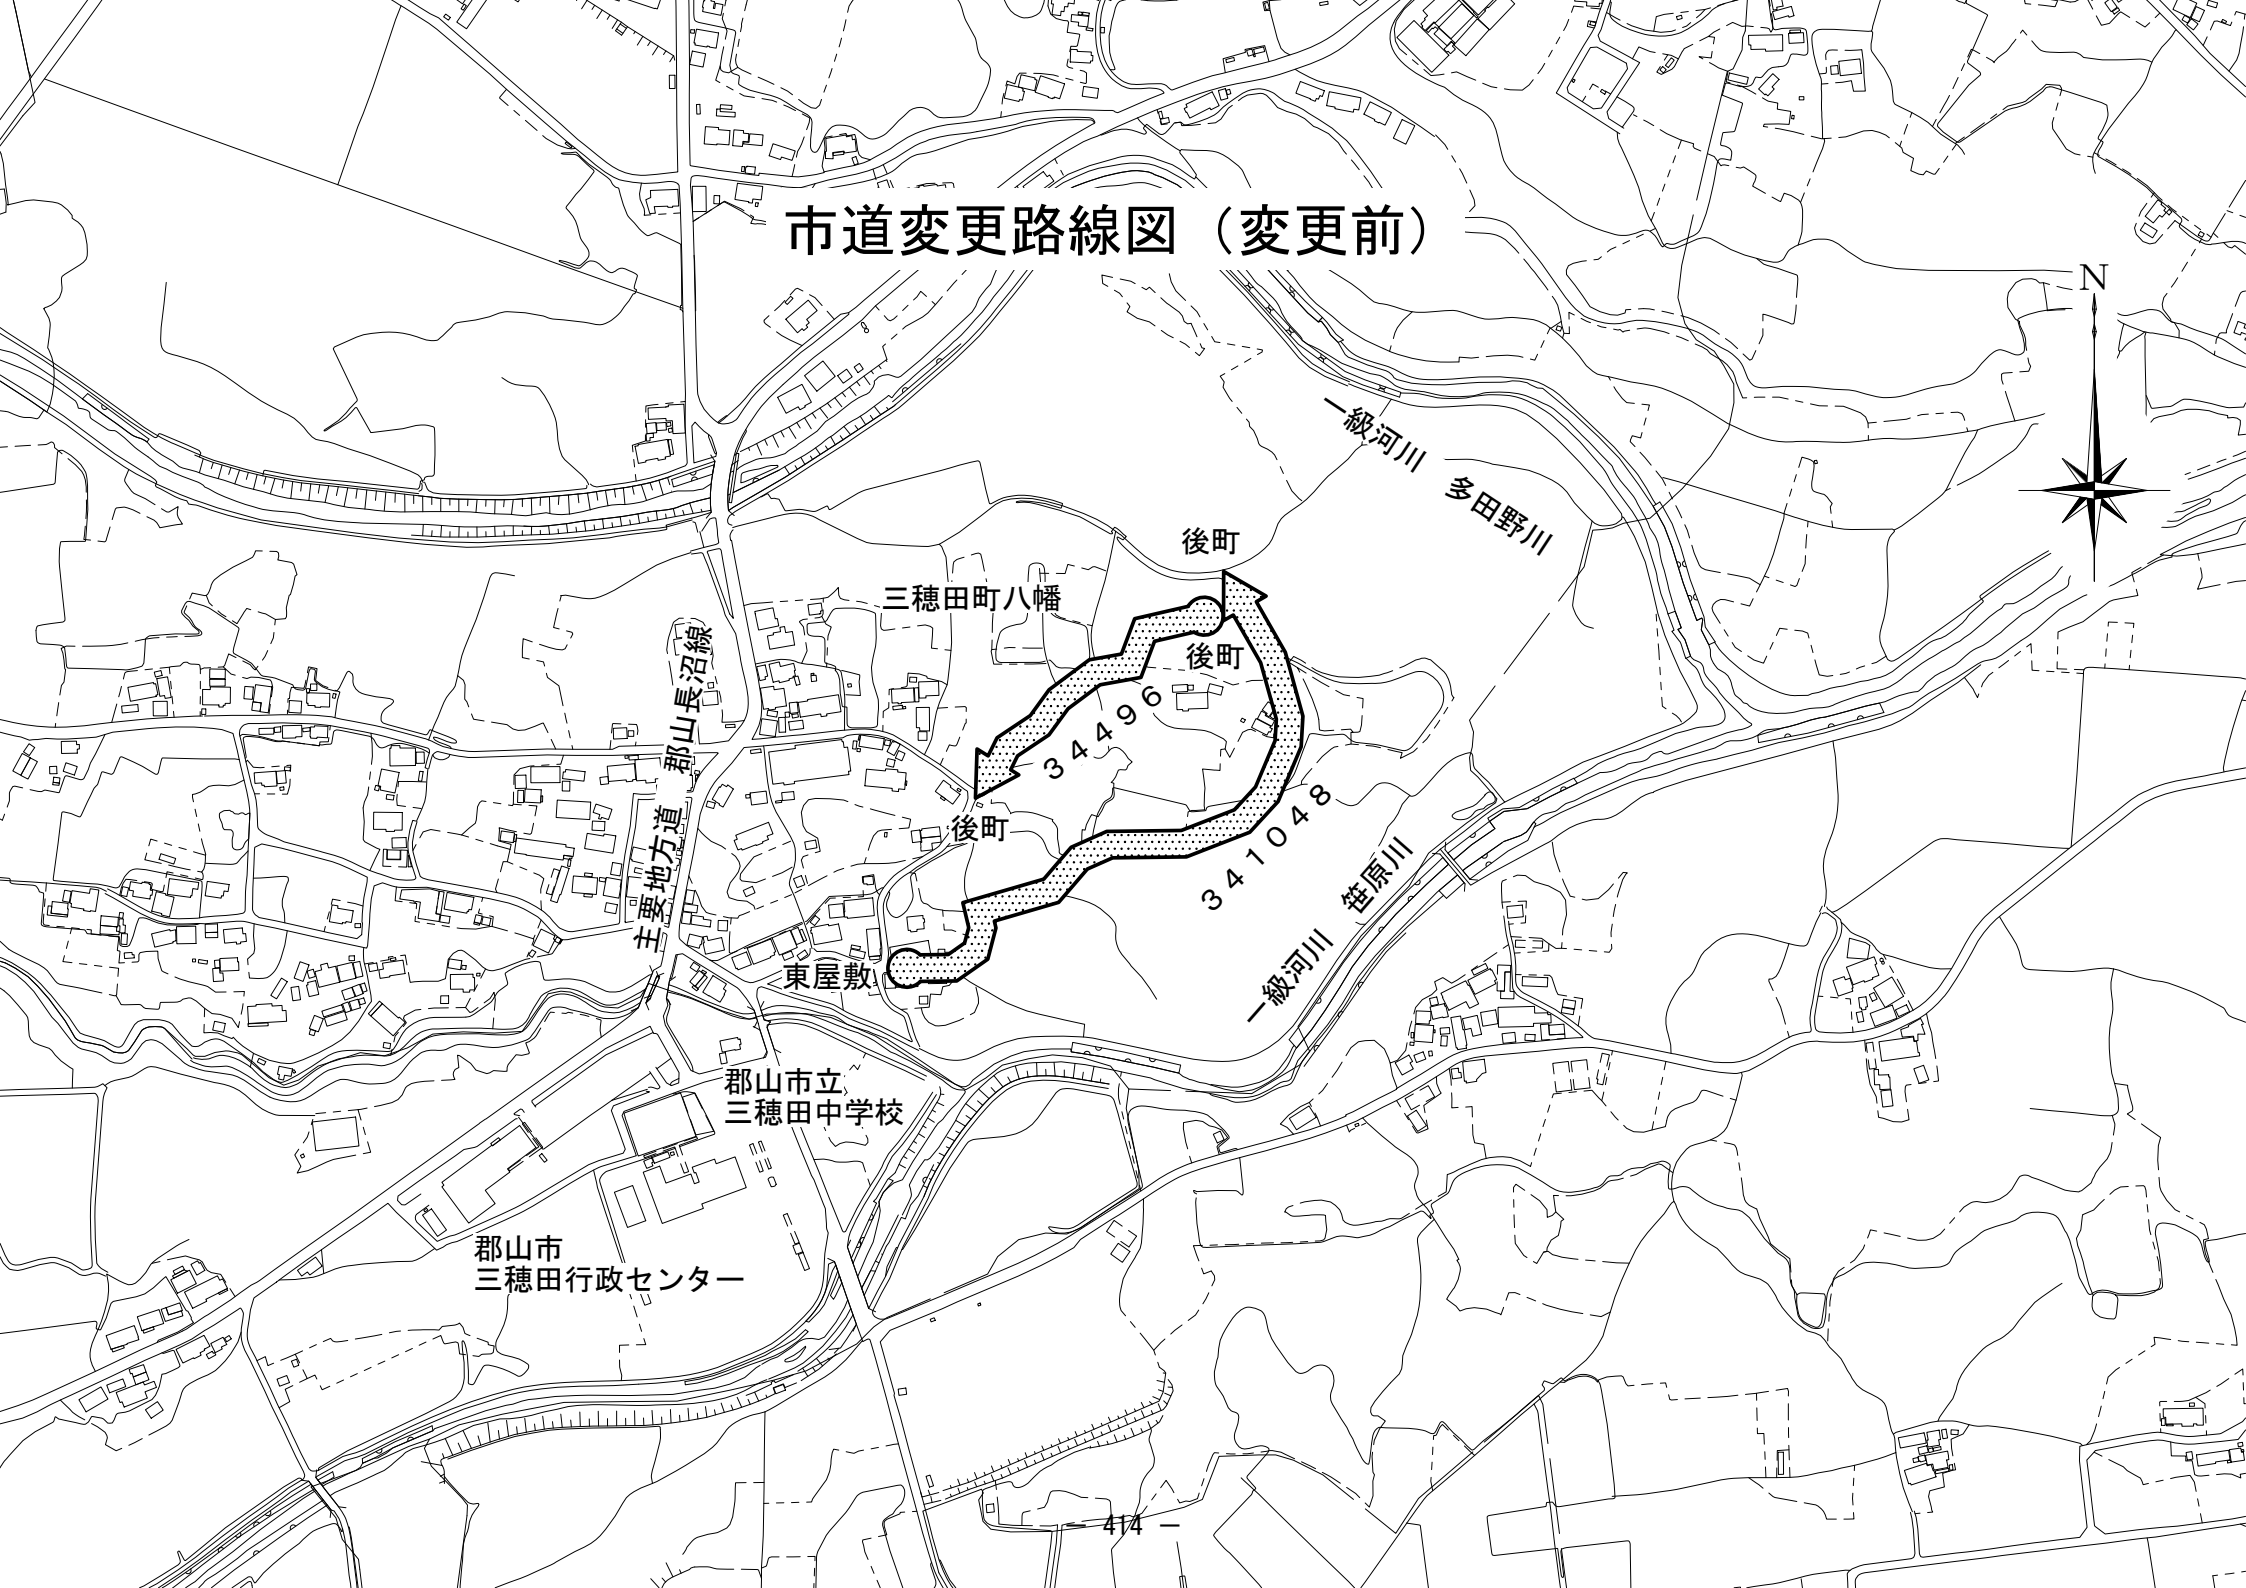 市道変更路線図（変更前）
N
一級河川　多田野川
後町
三穂田町八幡
後町
主要地方道　郡山長沼線
34496
後町
341048
一級河川　笹原川
東屋敷
郡山市立
三穂田中学校
郡山市
三穂田行政センター
― 414 ―